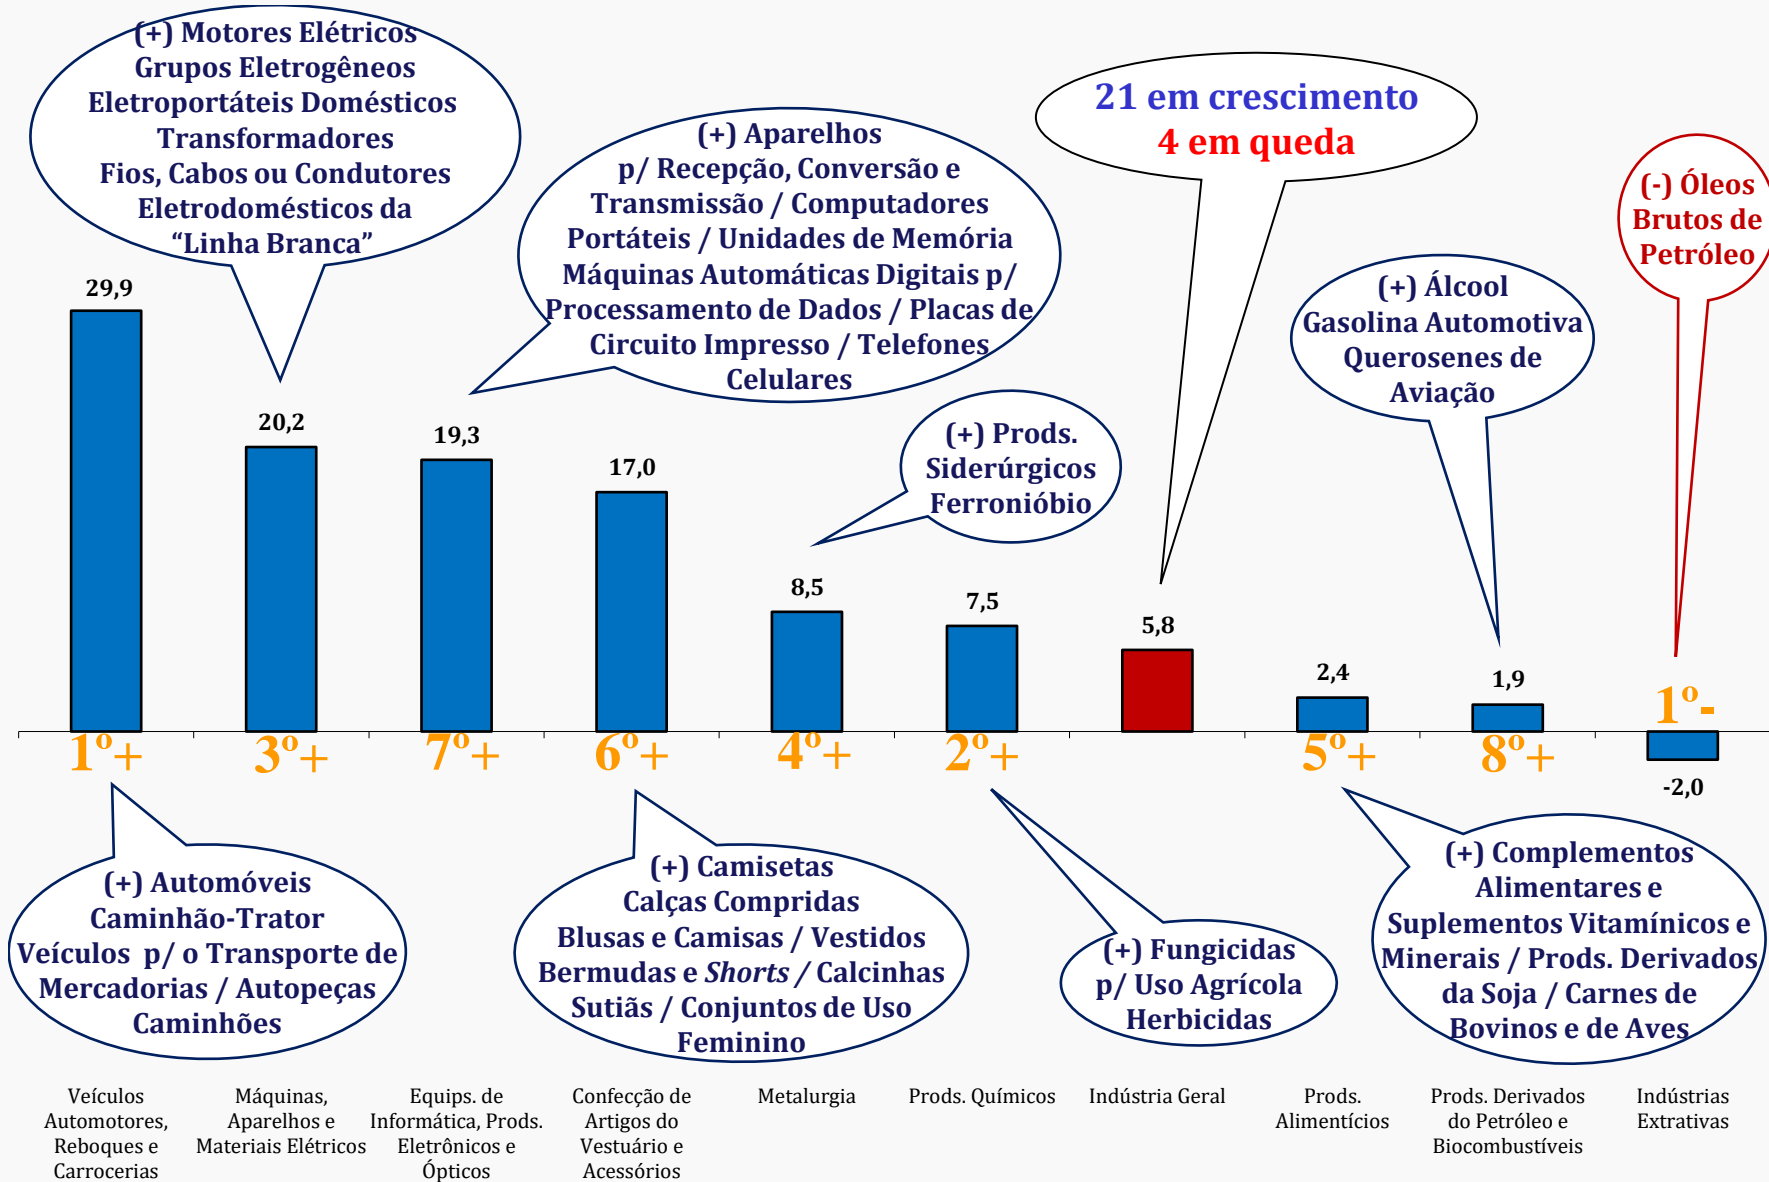 (+) Motores Elétricos
Grupos Eletrogêneos
Eletroportáteis Domésticos
Transformadores
Fios, Cabos ou Condutores
Eletrodomésticos da
“Linha Branca”
(+) Aparelhos
p/ Recepção, Conversão e
Transmissão / Computadores
Portáteis / Unidades de Memória
Máquinas Automáticas Digitais p/
Processamento de Dados / Placas de
Circuito Impresso / Telefones
Celulares
21 em crescimento
4 em queda
(-) Óleos
Brutos de
Petróleo
(+) Álcool
Gasolina Automotiva
Querosenes de
Aviação
(+) Prods.
Siderúrgicos
Ferronióbio
29,9
20,2
19,3
17,0
8,5
7,5
5,8
2,4
1,9
-2,0
1º+
3º+
7º+
6º+
4º+
2º+
5º+
8º+
1º-
(+) Automóveis
Caminhão-Trator
Veículos p/ o Transporte de
Mercadorias / Autopeças
Caminhões
(+) Camisetas
Calças Compridas
Blusas e Camisas / Vestidos
Bermudas e Shorts / Calcinhas
Sutiãs / Conjuntos de Uso
Feminino
(+) Fungicidas
p/ Uso Agrícola
Herbicidas
(+) Complementos
Alimentares e
Suplementos Vitamínicos e
Minerais / Prods. Derivados
da Soja / Carnes de
Bovinos e de Aves
Veículos
Automotores,
Reboques e
Carrocerias
Máquinas,
Aparelhos e
Materiais Elétricos
Equips. de
Informática, Prods.
Eletrônicos e
Ópticos
Confecção de
Artigos do
Vestuário e
Acessórios
Metalurgia
Prods. Químicos
Indústria Geral
Prods.
Alimentícios
Prods. Derivados
do Petróleo e
Biocombustíveis
Indústrias
Extrativas